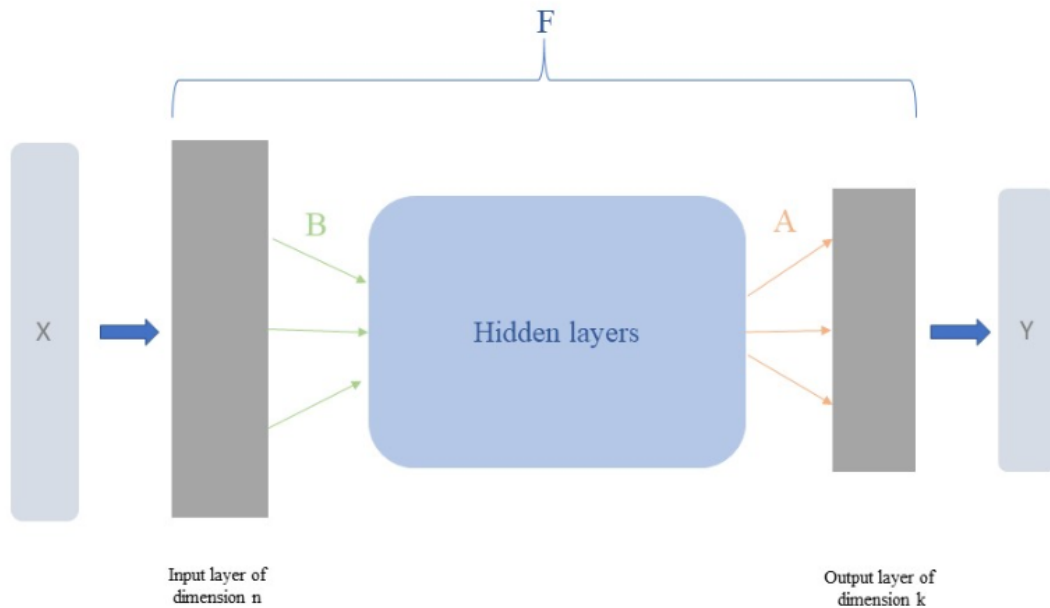 F
B
A
X
Hidden layers
Y
Input layer of
dimension n
Output layer of
dimension k